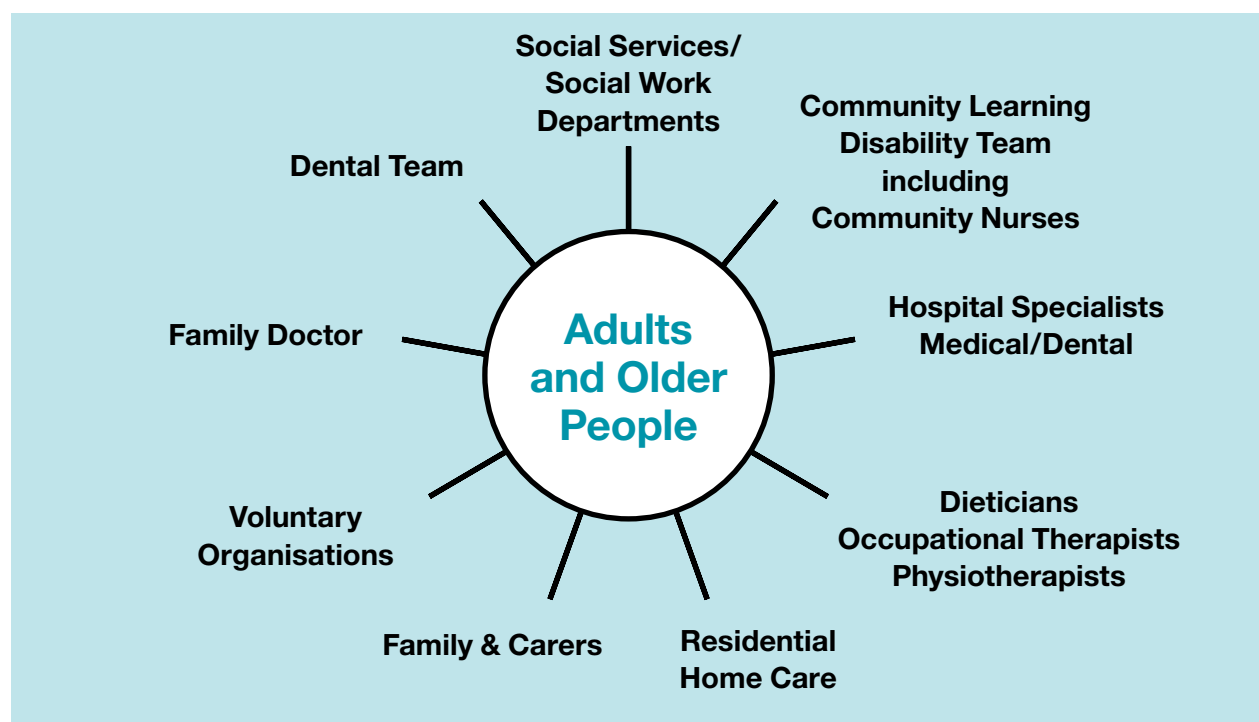 Social Services/
Social Work
Departments
Community Learning
Disability Team
including
Community Nurses
Dental Team
Hospital Specialists
Medical/Dental
Family Doctor
Adults
and Older
People
Dieticians
Occupational Therapists
Physiotherapists
Voluntary
Organisations
Residential
Home Care
Family & Carers